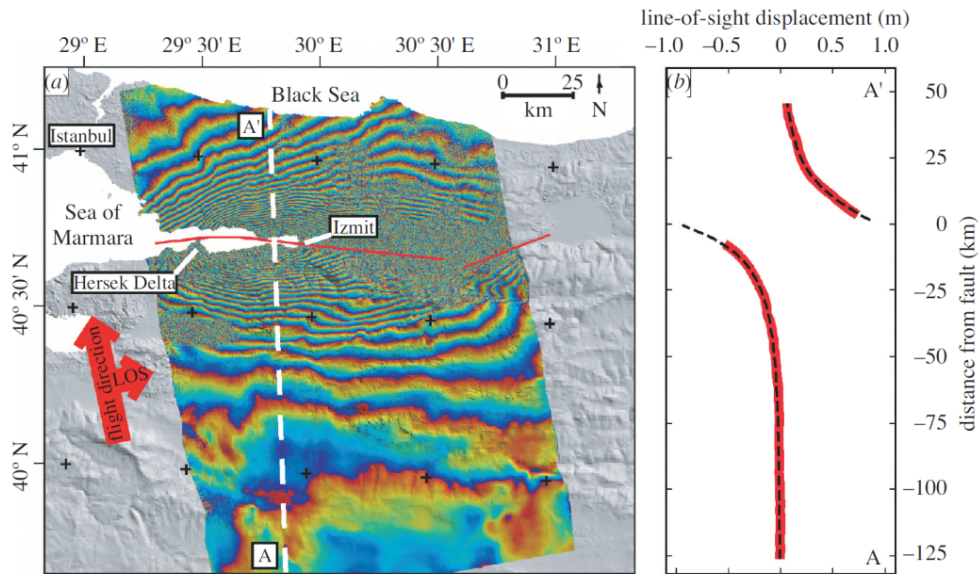 29° E 29° 30' 30° E 30° 30' 31° E
(a)
Black Sea
0 25
km
N
A'
Istanbul
41° N
Sea of
Marmara
Izmit
Hersek Delta
40° 30' N
flight direction
LOS
40° N
A
line-of-sight displacement (m)
–1.0 –0.5 0 0.5 1.0
(b)
A'
50
25
0
–25
–50
–75
–100
–125
distance from fault (km)
A